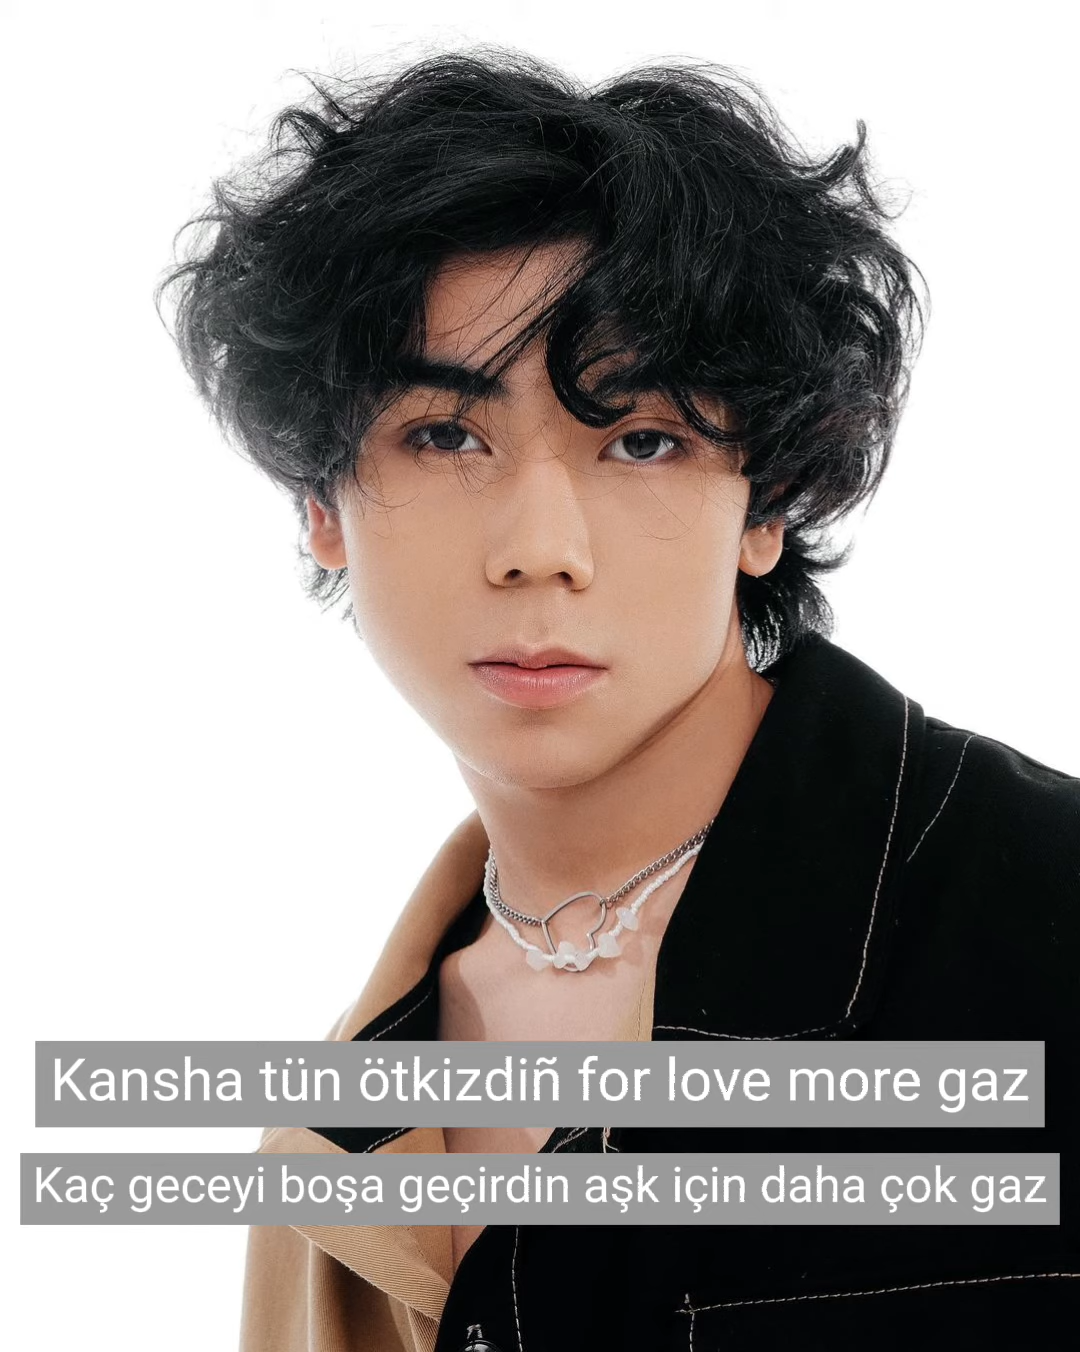 Kansha tün ötkizdiñ for love more gaz
Kaç geceyi boşa geçirdin aşk için daha çok gaz